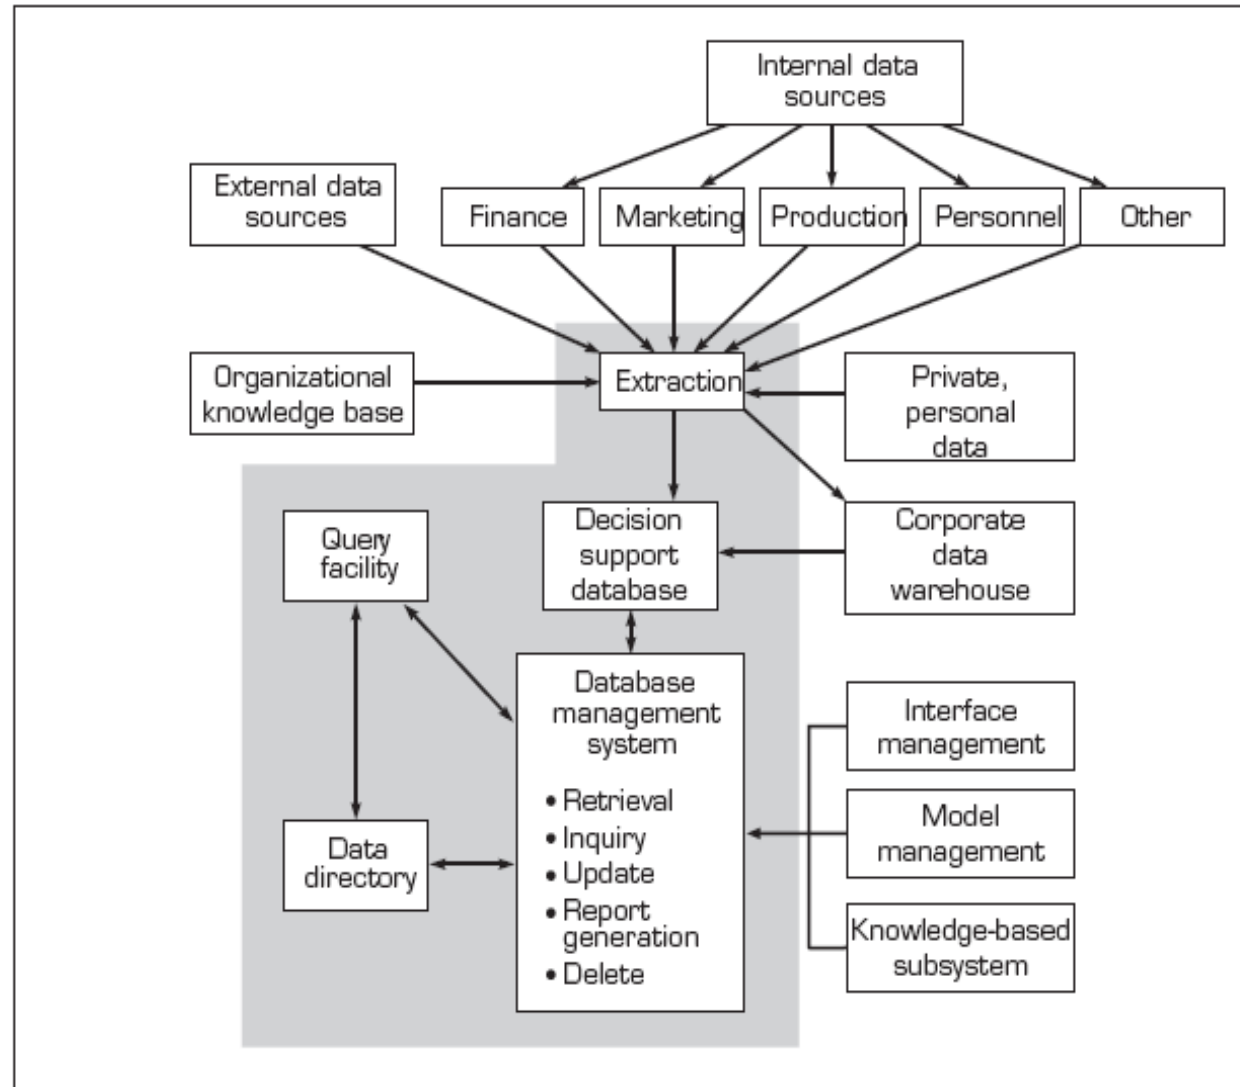 Internal data
sources
External data
sources
Finance
Marketing
Production
Personnel
Other
Organizational
knowledge base
Extraction
Private,
personal
data
Query
facility
Decision
support
database
Corporate
data
warehouse
Database
management
system
• Retrieval
• Inquiry
• Update
• Report
generation
• Delete
Data
directory
Interface
management
Model
management
Knowledge-based
subsystem